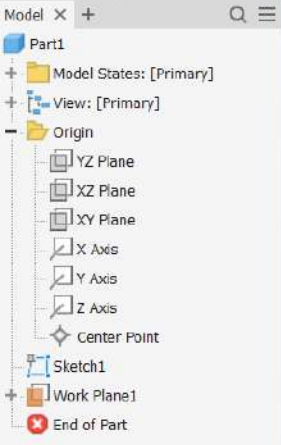 Model
Part1
Model States: [Primary]
View: [Primary]
Origin
YZ Plane
XZ Plane
XY Plane
X Axis
Y Axis
Z Axis
Center Point
Sketch1
Work Plane1
End of Part